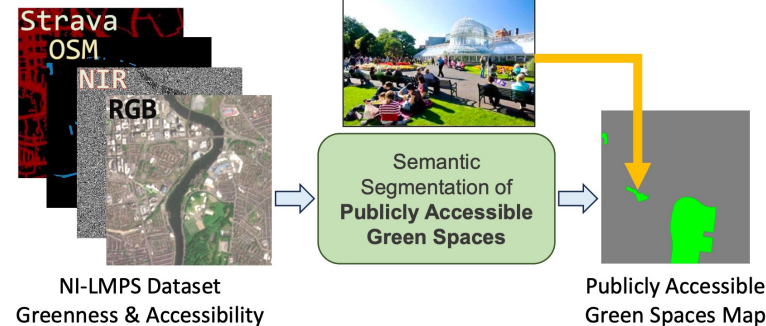 Strava
OSM
NIR
RGB
Semantic
Segmentation of
Publicly Accessible
Green Spaces
NI-LMPS Dataset
Greenness & Accessibility
Publicly Accessible
Green Spaces Map